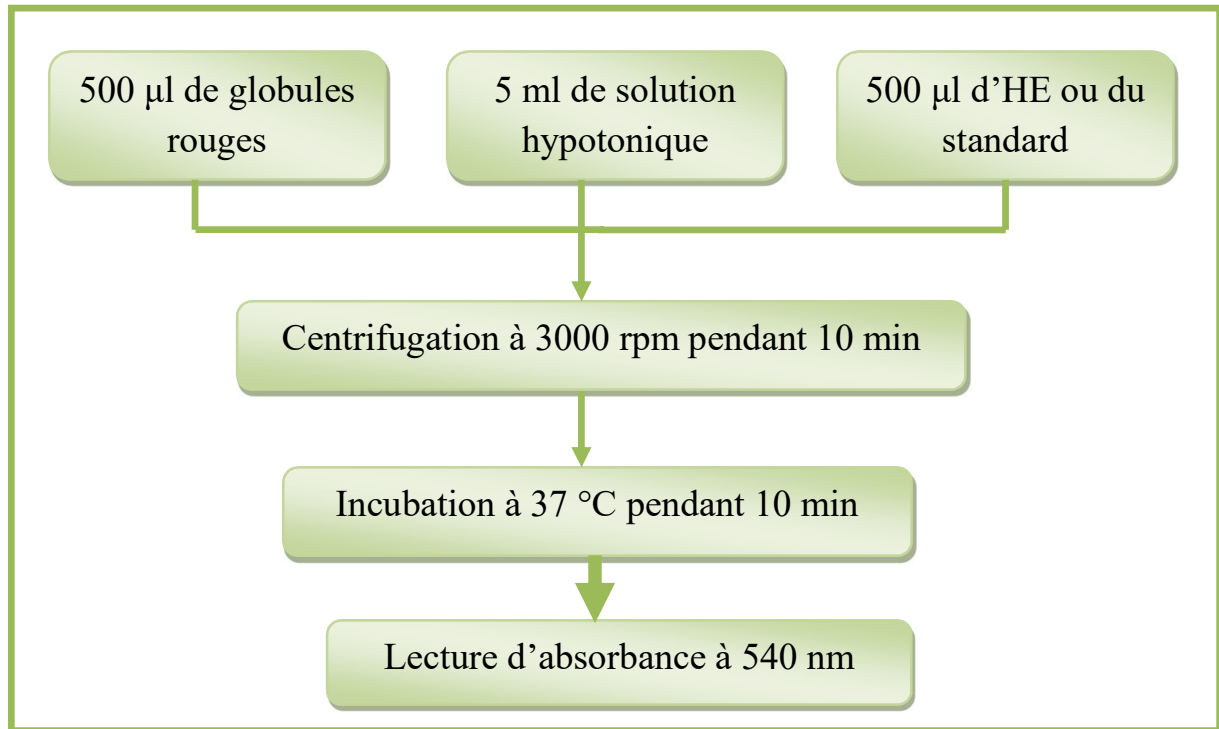 500 µl de globules
rouges
5 ml de solution
hypotonique
500 µl d’HE ou du
standard
Centrifugation à 3000 rpm pendant 10 min
Incubation à 37 °C pendant 10 min
Lecture d’absorbance à 540 nm